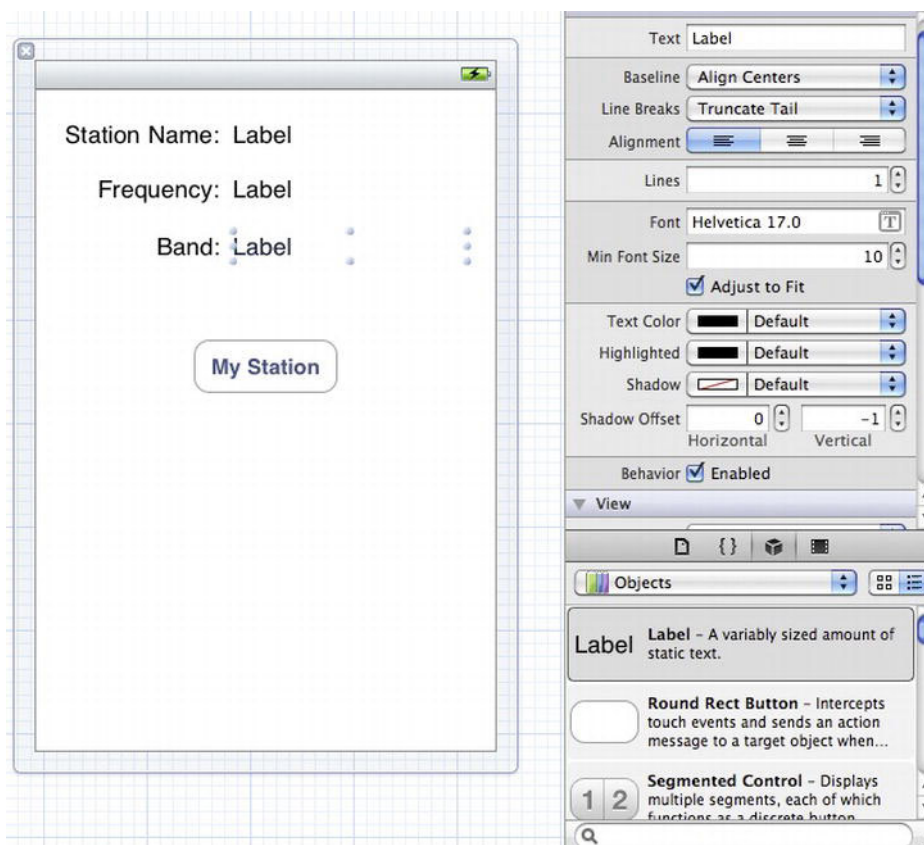 Station Name: Label
Frequency: Label
Band: Label
My Station
Text Label
Baseline Align Centers
Line Breaks Truncate Tail
Alignment
Lines 1
Font Helvetica 17.0 T
Min Font Size 10
Adjust to Fit
Text Color Default
Highlighted Default
Shadow Default
Shadow Offset 0 -1
Horizontal Vertical
Behavior Enabled
View
{}
Objects
Label Label – A variably sized amount of
static text.
Round Rect Button – Intercepts
touch events and sends an action
message to a target object when...
1 2 Segmented Control – Displays
multiple segments, each of which
functions as a discrete button